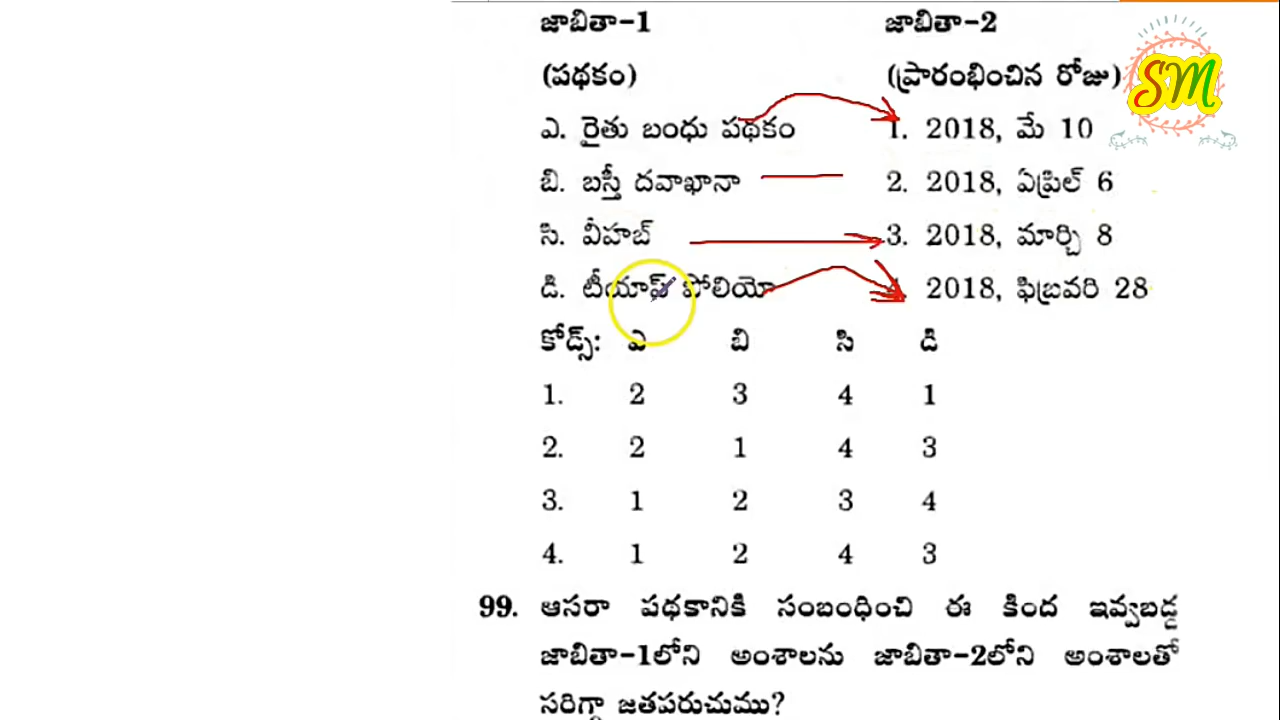 జాబితా-1 జాబితా-2
(పథకం) (ప్రారంభించిన రోజు)
ఎ. రైతు బంధు పథకం 1. 2018, మే 10
బి. బస్తీ దవాఖానా 2. 2018, ఏప్రిల్ 6
సి. వీహబ్ 3. 2018, మార్చి 8
డి. టీయాప్ ఫోలియో 2018, ఫిబ్రవరి 28
కోడ్స్: ఎ బి సి డి
1. 2 3 4 1
2. 2 1 4 3
3. 1 2 3 4
4. 1 2 4 3
99. ఆసరా పథకానికి సంబంధించి ఈ కింద ఇవ్వబడ్డ
జాబితా-1లోని అంశాలను జాబితా-2లోని అంశాలతో
సరిగ్గా జతపరుచుము?
SM